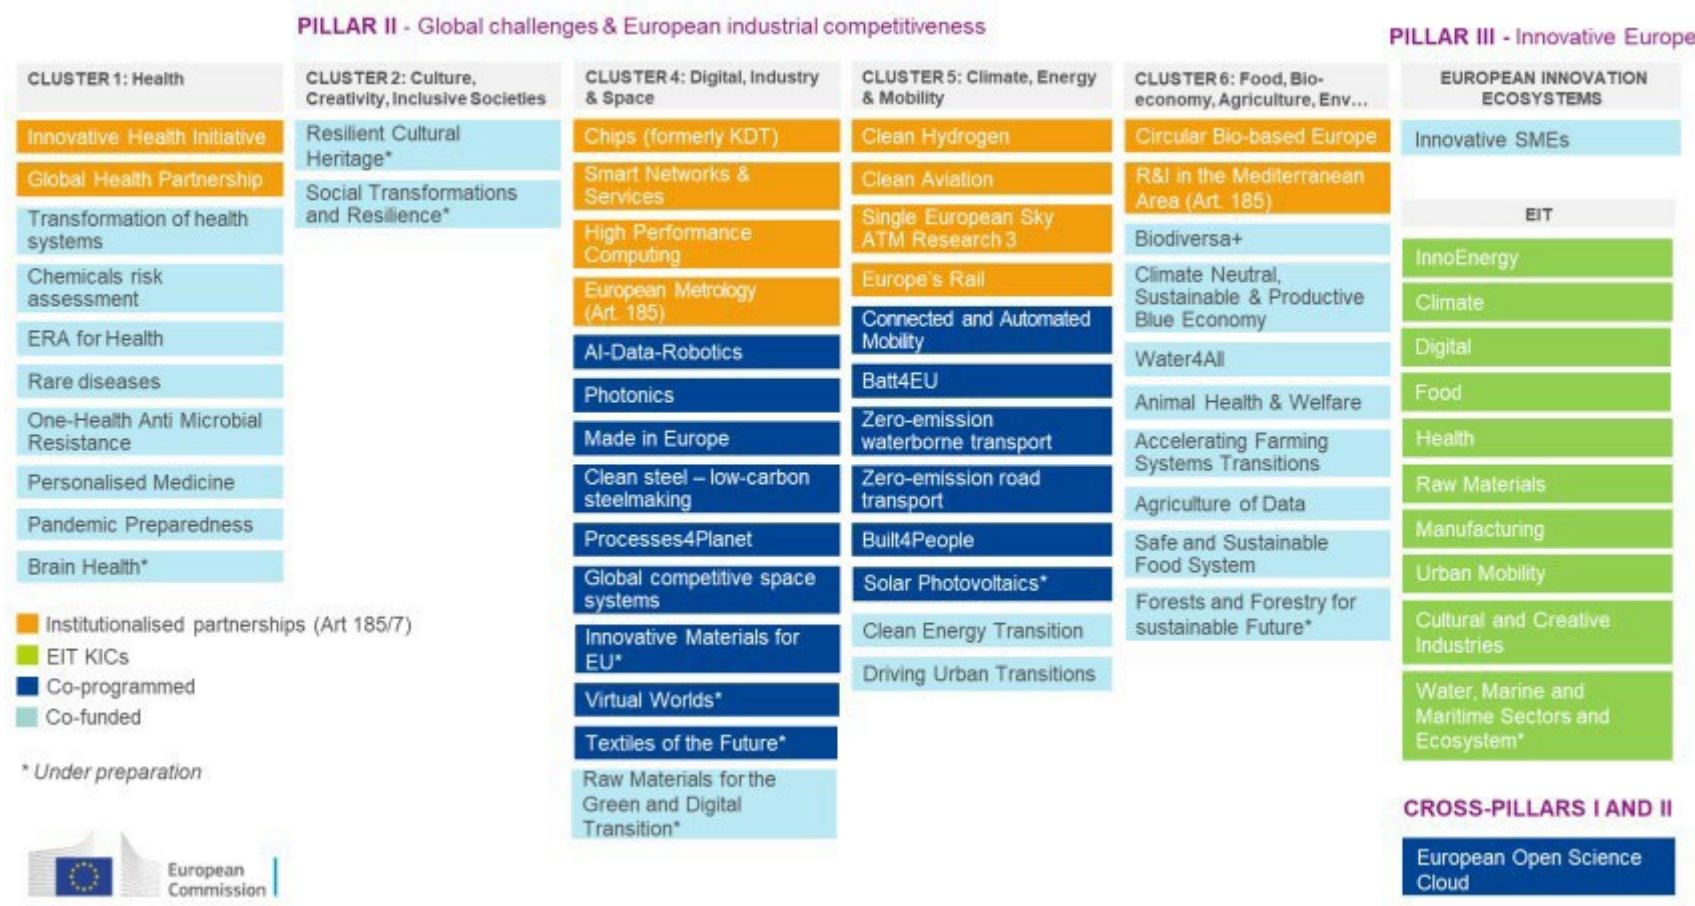 PILLAR II - Global challenges & European industrial competitiveness
PILLAR III - Innovative Europe
CLUSTER 1: Health
Innovative Health Initiative
Global Health Partnership
Transformation of health
systems
Chemicals risk
assessment
ERA for Health
Rare diseases
One-Health Anti Microbial
Resistance
Personalised Medicine
Pandemic Preparedness
Brain Health*
CLUSTER 2: Culture,
Creativity, Inclusive Societies
Resilient Cultural
Heritage*
Social Transformations
and Resilience*
CLUSTER 4: Digital, Industry
& Space
Chips (formerly KDT)
Smart Networks &
Services
High Performance
Computing
European Metrology
(Art. 185)
AI-Data-Robotics
Photonics
Made in Europe
Clean steel – low-carbon
steelmaking
Processes4Planet
Global competitive space
systems
Innovative Materials for
EU*
Virtual Worlds*
Textiles of the Future*
Raw Materials for the
Green and Digital
Transition*
CLUSTER 5: Climate, Energy
& Mobility
Clean Hydrogen
Clean Aviation
Single European Sky
ATM Research 3
Europe's Rail
Connected and Automated
Mobility
Batt4EU
Zero-emission
waterborne transport
Zero-emission road
transport
Built4People
Solar Photovoltaics*
Clean Energy Transition
Driving Urban Transitions
CLUSTER 6: Food, Bio-
economy, Agriculture, Env...
Circular Bio-based Europe
R&I in the Mediterranean
Area (Art. 185)
Biodiversa+
Climate Neutral,
Sustainable & Productive
Blue Economy
Water4All
Animal Health & Welfare
Accelerating Farming
Systems Transitions
Agriculture of Data
Safe and Sustainable
Food System
Forests and Forestry for
sustainable Future*
EUROPEAN INNOVATION
ECOSYSTEMS
Innovative SMEs
EIT
InnoEnergy
Climate
Digital
Food
Health
Raw Materials
Manufacturing
Urban Mobility
Cultural and Creative
Industries
Water, Marine and
Maritime Sectors and
Ecosystem*
CROSS-PILLARS I AND II
European Open Science
Cloud
Institutionalised partnerships (Art 185/7)
EIT KICs
Co-programmed
Co-funded
* Under preparation
European
Commission